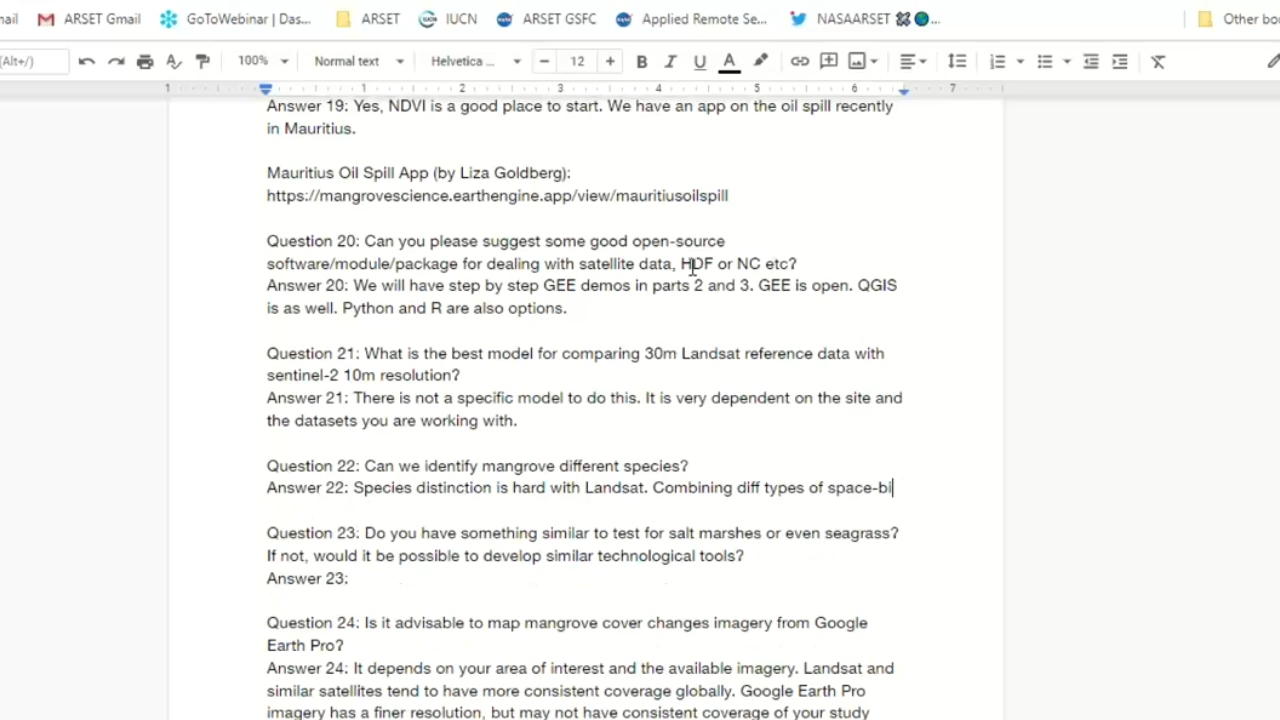 nail
ARSET Gmail
GoToWebinar | Das...
ARSET
IUCN
ARSET GSFC
Applied Remote Se...
NASAARSET
Other bo
(Alt+/)
100%
Normal text
Helvetica ...
12
B I U A
1 1 2 3 4 5 6 7
Answer 19: Yes, NDVI is a good place to start. We have an app on the oil spill recently
in Mauritius.
Mauritius Oil Spill App (by Liza Goldberg):
https://mangrovescience.earthengine.app/view/mauritiusoilspill
Question 20: Can you please suggest some good open-source
software/module/package for dealing with satellite data, HDF or NC etc?
Answer 20: We will have step by step GEE demos in parts 2 and 3. GEE is open. QGIS
is as well. Python and R are also options.
Question 21: What is the best model for comparing 30m Landsat reference data with
sentinel-2 10m resolution?
Answer 21: There is not a specific model to do this. It is very dependent on the site and
the datasets you are working with.
Question 22: Can we identify mangrove different species?
Answer 22: Species distinction is hard with Landsat. Combining diff types of space-bi
Question 23: Do you have something similar to test for salt marshes or even seagrass?
If not, would it be possible to develop similar technological tools?
Answer 23:
Question 24: Is it advisable to map mangrove cover changes imagery from Google
Earth Pro?
Answer 24: It depends on your area of interest and the available imagery. Landsat and
similar satellites tend to have more consistent coverage globally. Google Earth Pro
imagery has a finer resolution, but may not have consistent coverage of your study